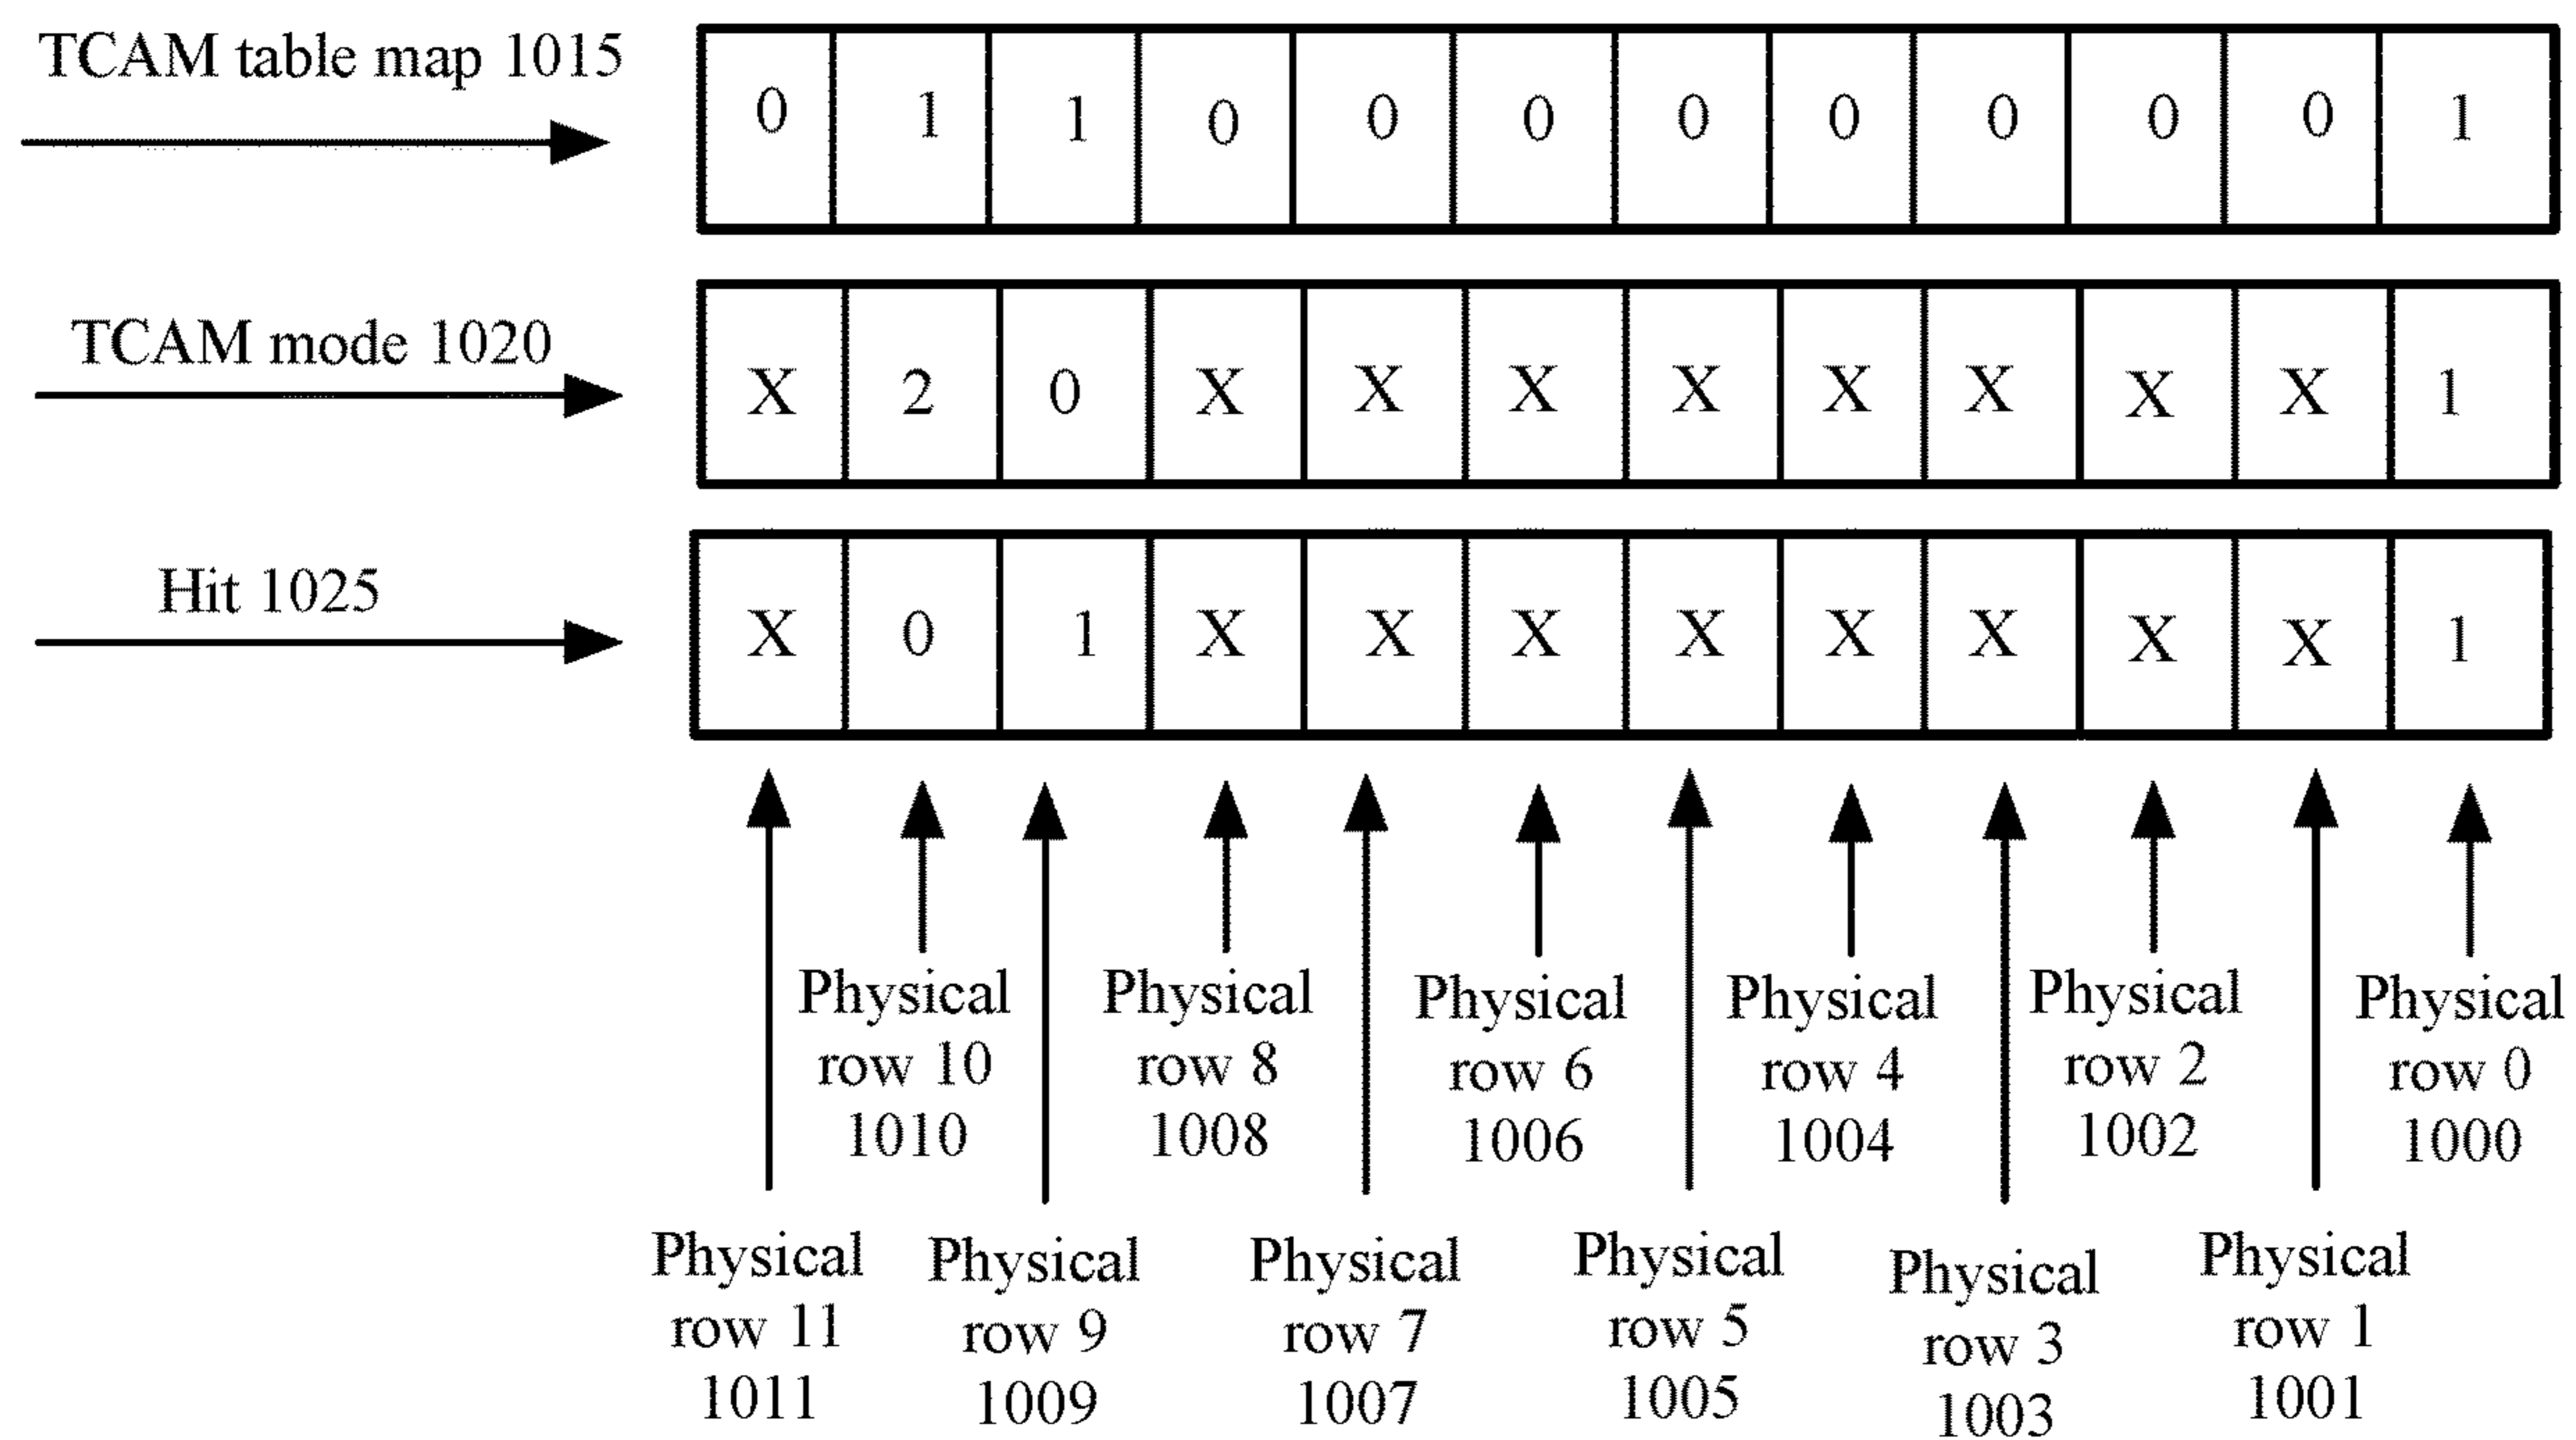 TCAM table map 1015
0 1 1 0 0 0 0 0 0 0 0 1
TCAM mode 1020
X 2 0 X X X X X X X X 1
Hit 1025
X 0 1 X X X X X X X X 1
Physical row 10 1010
Physical row 8 1008
Physical row 6 1006
Physical row 4 1004
Physical row 2 1002
Physical row 0 1000
Physical row 11 1011
Physical row 9 1009
Physical row 7 1007
Physical row 5 1005
Physical row 3 1003
Physical row 1 1001